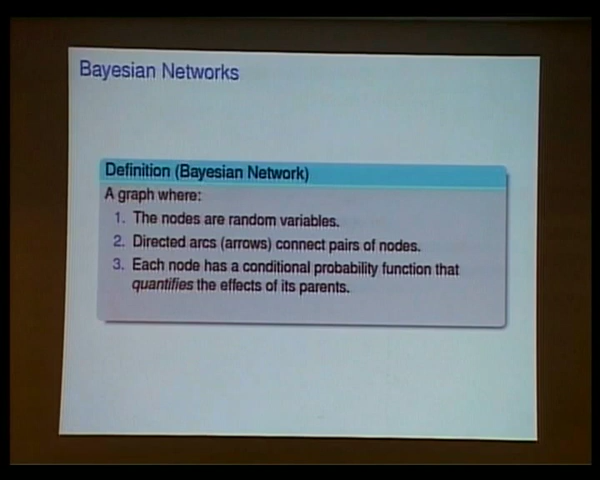 Bayesian Networks
Definition (Bayesian Network)
A graph where:
1. The nodes are random variables.
2. Directed arcs (arrows) connect pairs of nodes.
3. Each node has a conditional probability function that
quantifies the effects of its parents.